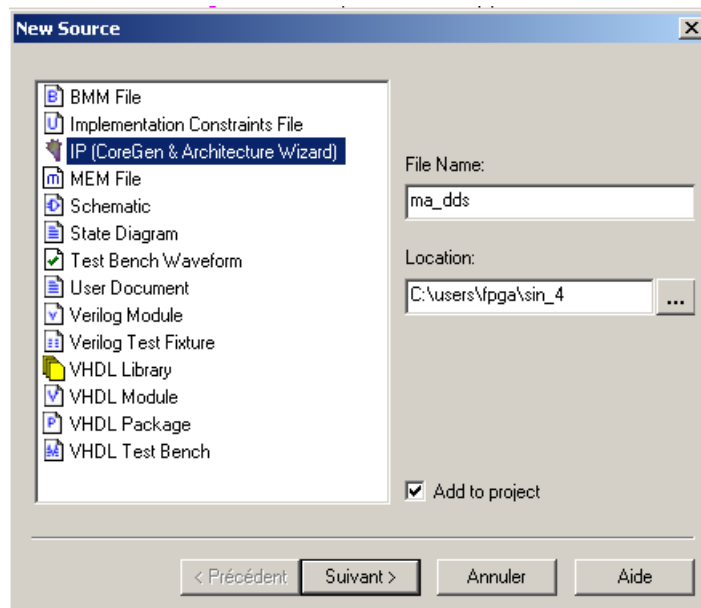 New Source
BMM File
Implementation Constraints File
IP (CoreGen & Architecture Wizard)
MEM File
Schematic
State Diagram
Test Bench Waveform
User Document
Verilog Module
Verilog Test Fixture
VHDL Library
VHDL Module
VHDL Package
VHDL Test Bench
File Name:
ma_dds
Location:
C:\users\fpga\sin_4
...
Add to project
< Précédent
Suivant >
Annuler
Aide